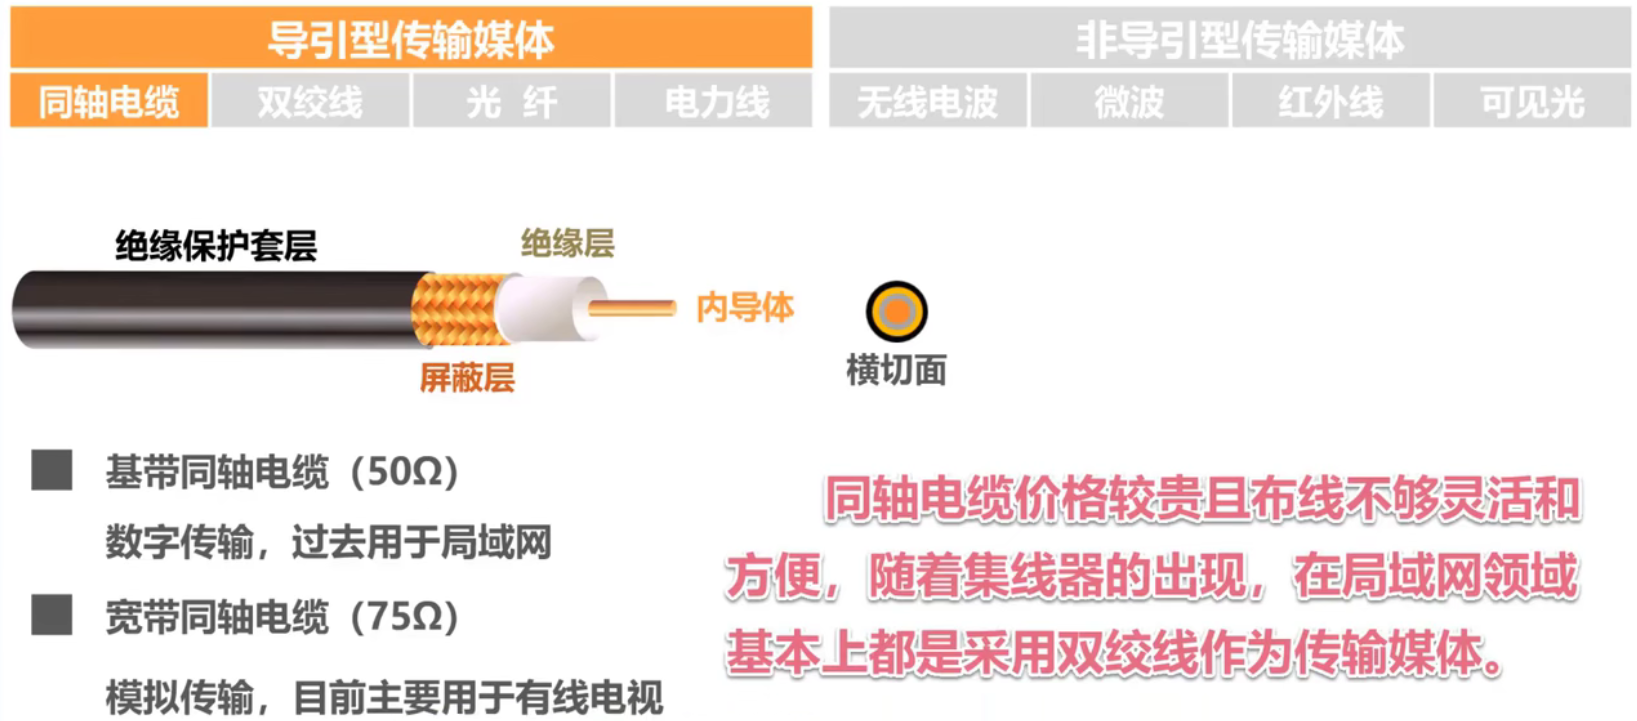 导引型传输媒体
非导引型传输媒体
同轴电缆
双绞线
光 纤
电力线
无线电波
微波
红外线
可见光
绝缘保护套层
绝缘层
内导体
屏蔽层
横切面
基带同轴电缆（50Ω）
数字传输，过去用于局域网
宽带同轴电缆（75Ω）
模拟传输，目前主要用于有线电视
同轴电缆价格较贵且布线不够灵活和
方便，随着集线器的出现，在局域网领域
基本上都是采用双绞线作为传输媒体。